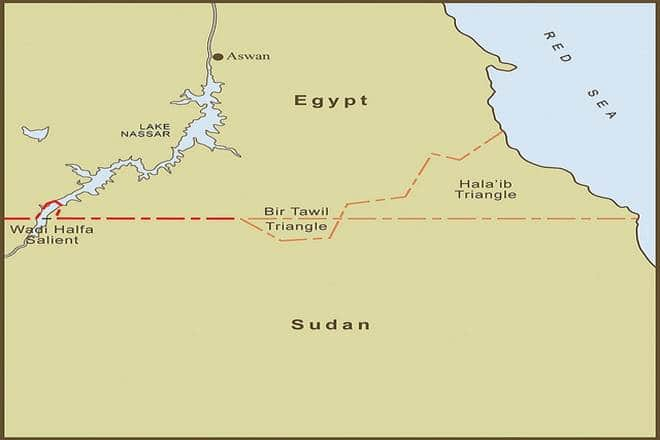 RED SEA
Aswan
Egypt
LAKE
NASSAR
Hala'ib
Triangle
Bir Tawil
Triangle
Wadi Halfa
Salient
Sudan